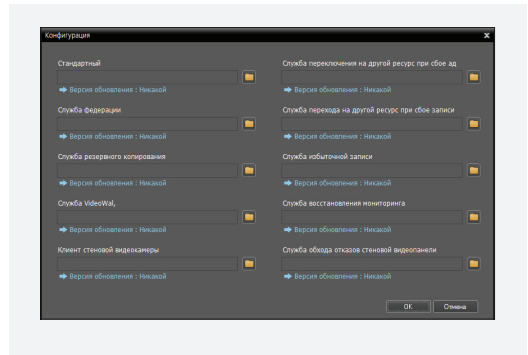 Конфигурация
Стандартный
Версия обновления : Никакой
Служба федерации
Версия обновления : Никакой
Служба резервного копирования
Версия обновления : Никакой
Служба VideoWal,
Версия обновления : Никакой
Клиент стеновой видеокамеры
Версия обновления : Никакой
Служба переключения на другой ресурс при сбое ад
Версия обновления : Никакой
Служба перехода на другой ресурс при сбое записи
Версия обновления : Никакой
Служба избыточной записи
Версия обновления : Никакой
Служба восстановления мониторинга
Версия обновления : Никакой
Служба обхода отказов стеновой видеопанели
Версия обновления : Никакой
OK
Отмена